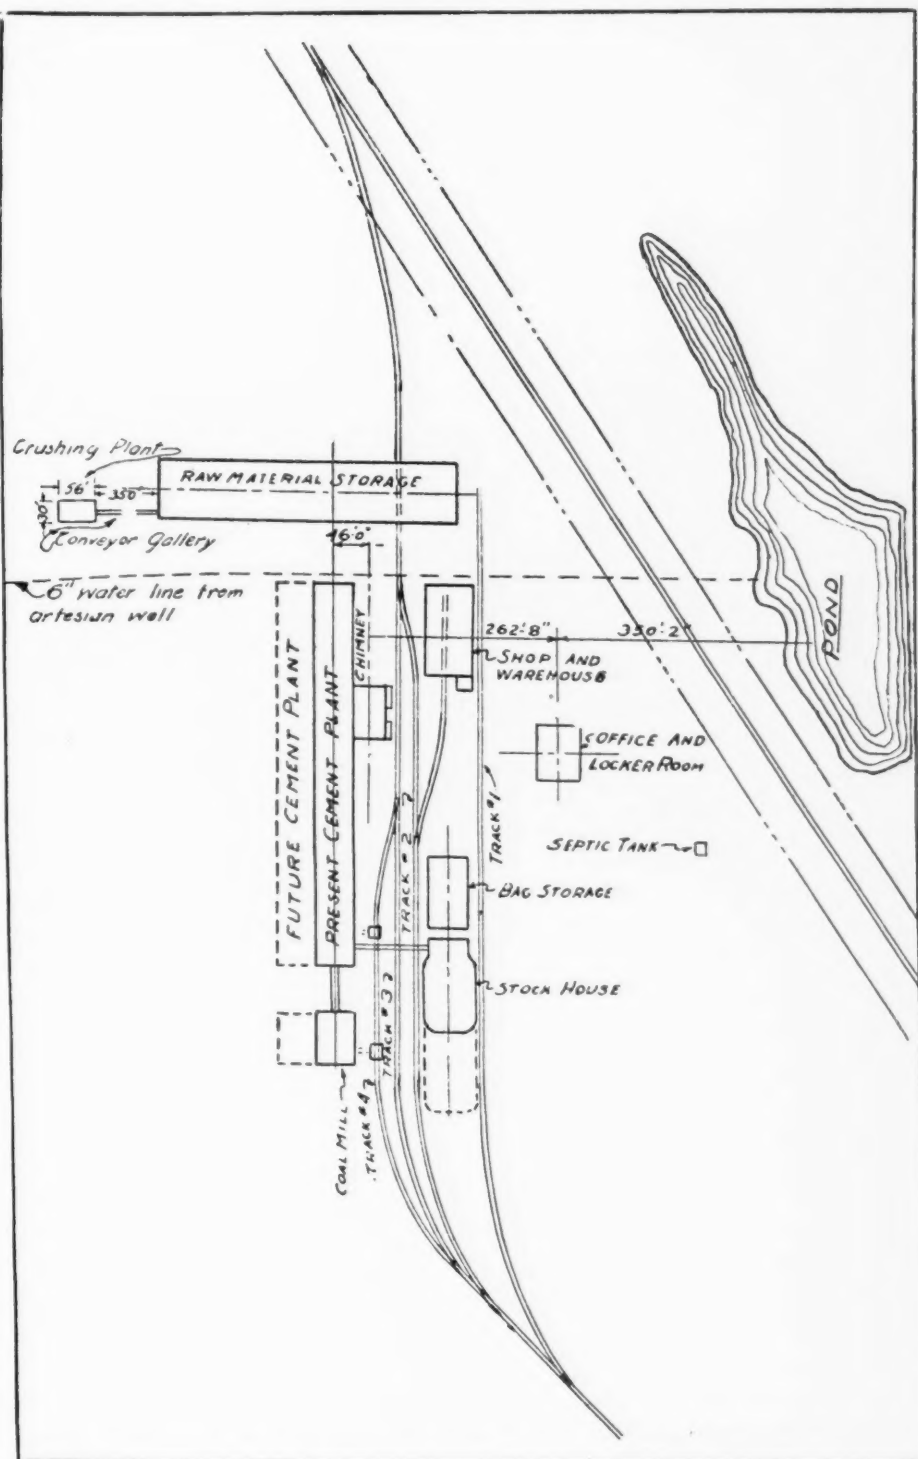 Crushing Plant
56'
350'
430'
RAW MATERIAL STORAGE
Conveyor Gallery
46'0"
6" Water line from
artesian well
CHIMNEY
262'-8"
350'-2"
POND
SHOP AND
WAREHOUSE
FUTURE CEMENT PLANT
PRESENT CEMENT PLANT
OFFICE AND
LOCKER ROOM
TRACK #1
TRACK #2
SEPTIC TANK
BAG STORAGE
STOCK HOUSE
TRACK #3
TRACK #4
COAL MILL